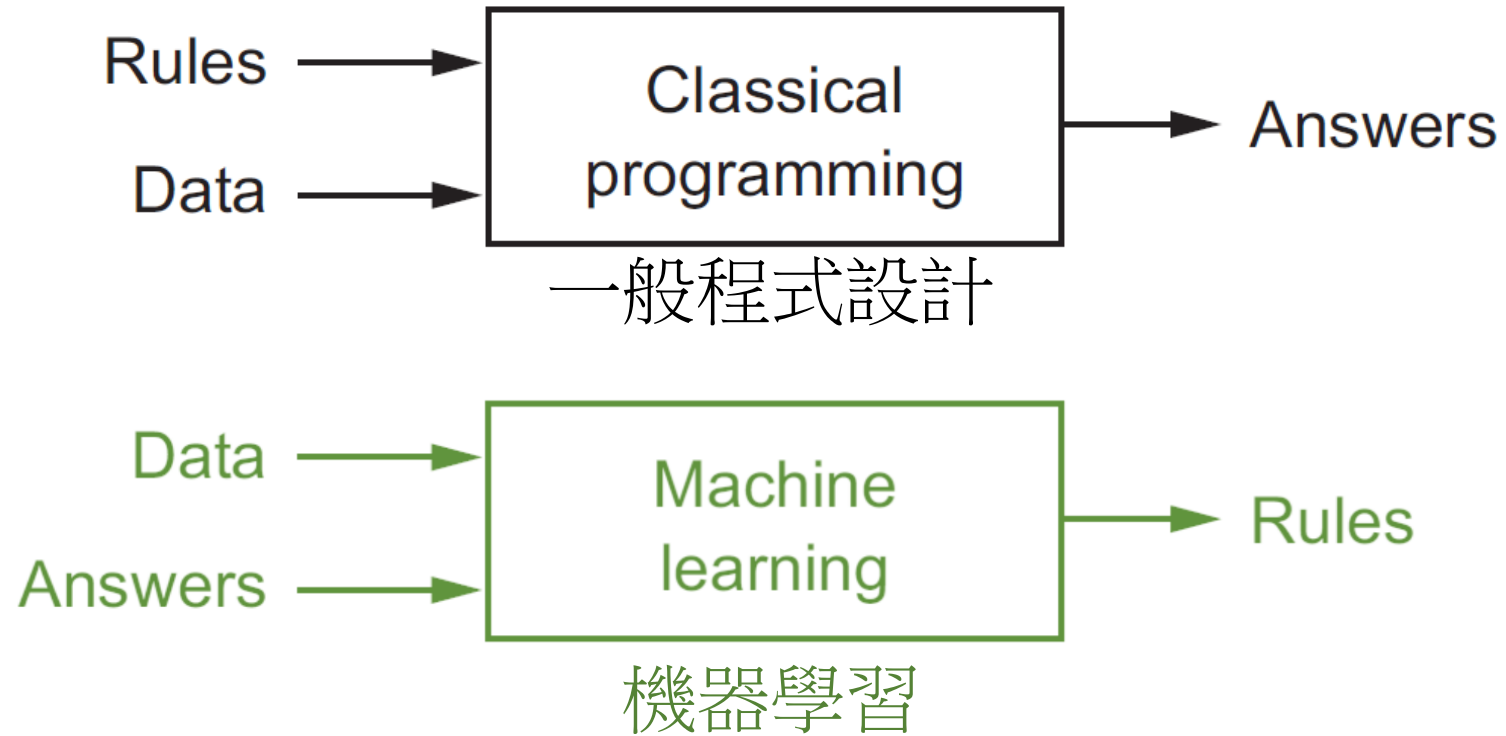 Rules
Data
Classical
programming
Answers
一般程式設計
Data
Answers
Machine
learning
Rules
機器學習